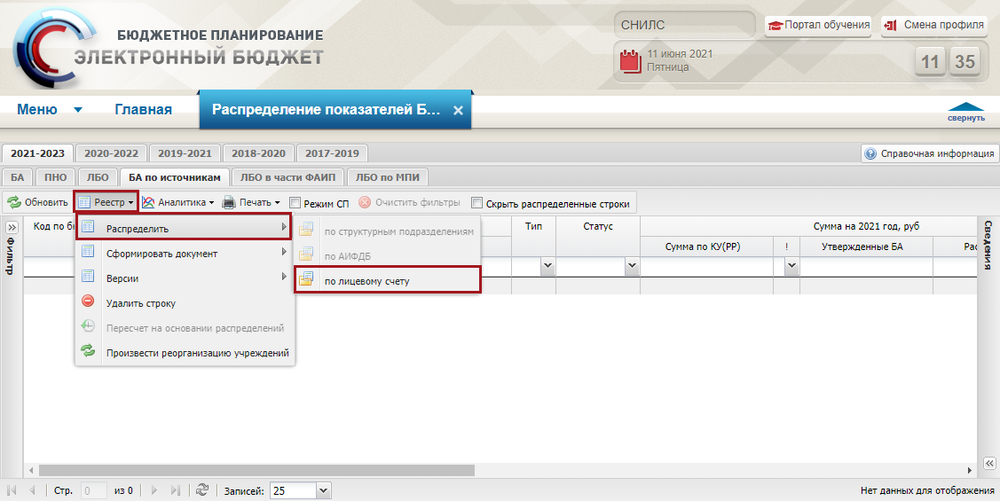 БЮДЖЕТНОЕ ПЛАНИРОВАНИЕ
ЭЛЕКТРОННЫЙ БЮДЖЕТ
СНИЛС
Портал обучения
Смена профиля
11 июня 2021
Пятница
11 35
Меню
Главная
Распределение показателей Б...
свернуть
2021-2023
2020-2022
2019-2021
2018-2020
2017-2019
Справочная информация
БА
ПНО
ЛБО
БА по источникам
ЛБО в части ФАИП
ЛБО по МПИ
Обновить
Реестр
Аналитика
Печать
Режим СП
Очистить фильтры
Скрыть распределенные строки
Фильтр
Код по б
Тип
Статус
Сумма на 2021 год, руб
Сумма по КУ(РР)
!
Утвержденные БА
Рас
Сведения
Распределить
Сформировать документ
Версии
Удалить строку
Пересчет на основании распределений
Произвести реорганизацию учреждений
по структурным подразделениям
по АИФДБ
по лицевому счету
Стр.
0
из 0
Записей:
25
Нет данных для отображения